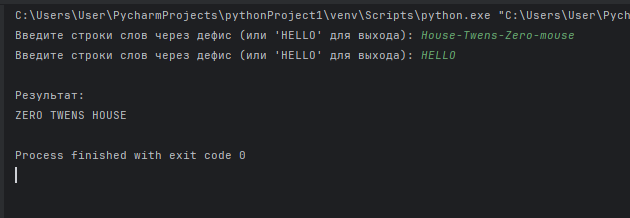 C:\Users\User\PycharmProjects\pythonProject1\venv\Scripts\python.exe "C:\Users\User\Pych
Введите строки слов через дефис (или 'HELLO' для выхода): House-Twens-Zero-mouse
Введите строки слов через дефис (или 'HELLO' для выхода): HELLO
Результат:
ZERO TWENS HOUSE
Process finished with exit code 0